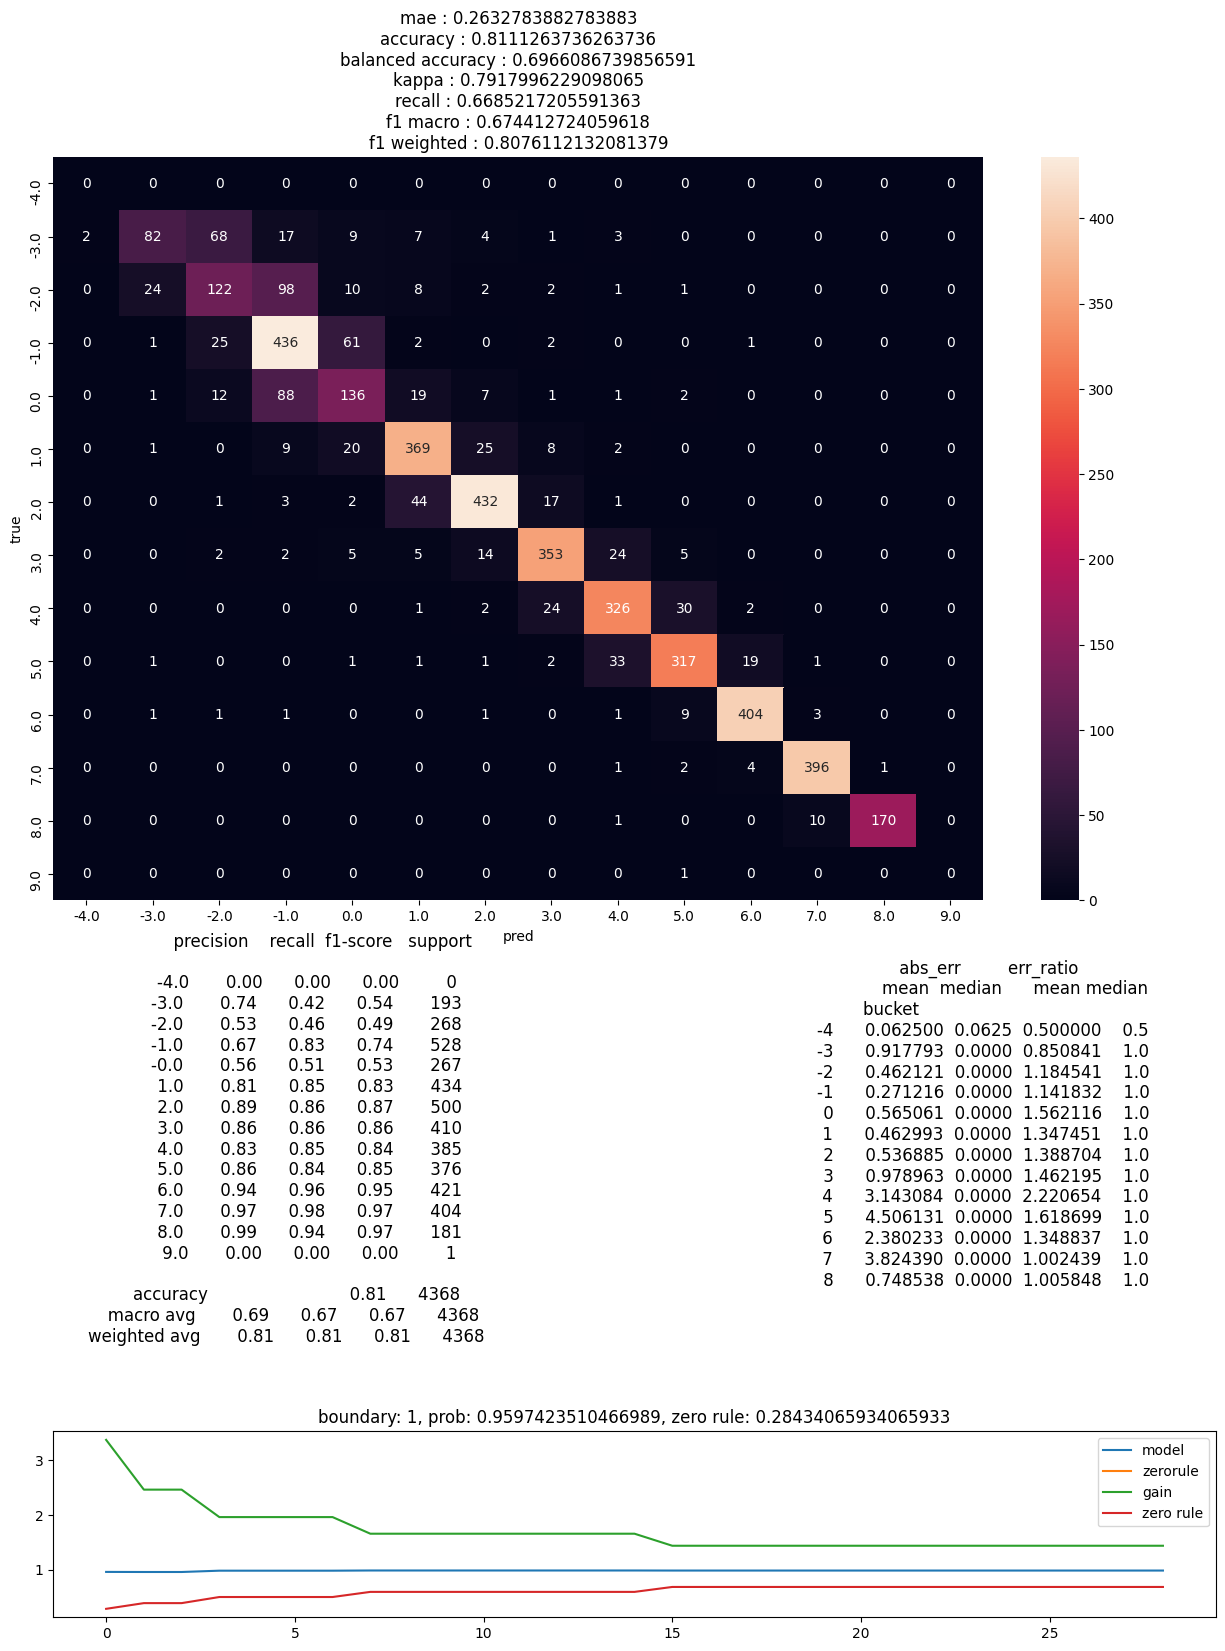 mae : 0.2632783882783883
accuracy : 0.8111263736263736
balanced accuracy : 0.6966086739856591
kappa : 0.7917996229098065
recall : 0.6685217205591363
f1 macro : 0.674412724059618
f1 weighted : 0.8076112132081379
-4.0 0 0 0 0 0 0 0 0 0 0 0 0 0 0
-3.0 2 82 68 17 9 7 4 1 3 0 0 0 0 0
-2.0 0 24 122 98 10 8 2 2 1 1 0 0 0 0
-1.0 0 1 25 436 61 2 0 2 0 0 1 0 0 0
0.0 0 1 12 88 136 19 7 1 1 2 0 0 0 0
1.0 0 1 0 9 20 369 25 8 2 0 0 0 0 0
2.0 0 0 1 3 2 44 432 17 1 0 0 0 0 0
3.0 0 0 2 2 5 5 14 353 24 5 0 0 0 0
4.0 0 0 0 0 0 1 2 24 326 30 2 0 0 0
5.0 0 1 0 0 1 1 1 2 33 317 19 1 0 0
6.0 0 1 1 1 0 0 1 0 1 9 404 3 0 0
7.0 0 0 0 0 0 0 0 0 1 2 4 396 1 0
8.0 0 0 0 0 0 0 0 0 1 0 0 10 170 0
9.0 0 0 0 0 0 0 0 0 0 1 0 0 0 0
true
-4.0 -3.0 -2.0 -1.0 0.0 1.0 2.0 3.0 4.0 5.0 6.0 7.0 8.0 9.0
pred
400
350
300
250
200
150
100
50
0
precision recall f1-score support
-4.0 0.00 0.00 0.00 0
-3.0 0.74 0.42 0.54 193
-2.0 0.53 0.46 0.49 268
-1.0 0.67 0.83 0.74 528
-0.0 0.56 0.51 0.53 267
1.0 0.81 0.85 0.83 434
2.0 0.89 0.86 0.87 500
3.0 0.86 0.86 0.86 410
4.0 0.83 0.85 0.84 385
5.0 0.86 0.84 0.85 376
6.0 0.94 0.96 0.95 421
7.0 0.97 0.98 0.97 404
8.0 0.99 0.94 0.97 181
9.0 0.00 0.00 0.00 1
accuracy 0.81 4368
macro avg 0.69 0.67 0.67 4368
weighted avg 0.81 0.81 0.81 4368
abs_err err_ratio
mean median mean median
bucket
-4 0.062500 0.0625 0.500000 0.5
-3 0.917793 0.0000 0.850841 1.0
-2 0.462121 0.0000 1.184541 1.0
-1 0.271216 0.0000 1.141832 1.0
0 0.565061 0.0000 1.562116 1.0
1 0.462993 0.0000 1.347451 1.0
2 0.536885 0.0000 1.388704 1.0
3 0.978963 0.0000 1.462195 1.0
4 3.143084 0.0000 2.220654 1.0
5 4.506131 0.0000 1.618699 1.0
6 2.380233 0.0000 1.348837 1.0
7 3.824390 0.0000 1.002439 1.0
8 0.748538 0.0000 1.005848 1.0
boundary: 1, prob: 0.9597423510466989, zero rule: 0.28434065934065933
3
2
1
model
zerorule
gain
zero rule
0 5 10 15 20 25